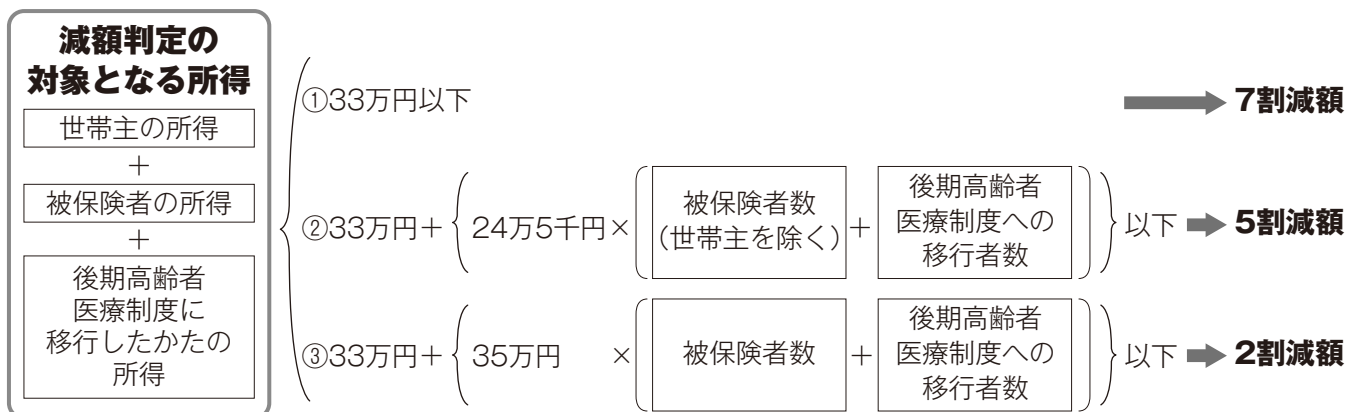 減額判定の
対象となる所得
世帯主の所得
+
被保険者の所得
+
後期高齢者
医療制度に
移行したかたの
所得
①33万円以下
7割減額
②33万円+{24万5千円×(
被保険者数
(世帯主を除く)
+
後期高齢者
医療制度への
移行者数
)}以下
5割減額
③33万円+{35万円 ×(
被保険者数
+
後期高齢者
医療制度への
移行者数
)}以下
2割減額